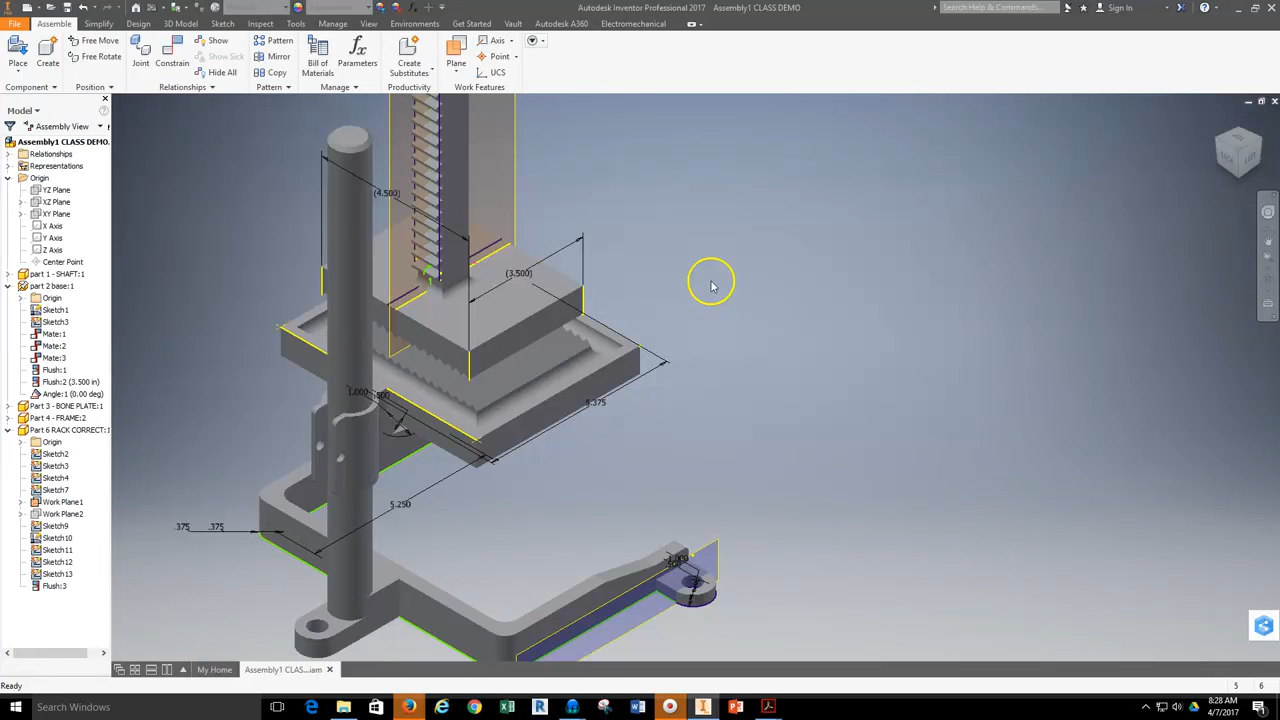 Autodesk Inventor Professional 2017   Assembly1 CLASS DEMO
Search Help & Commands...
Sign In
File Assemble Simplify Design 3D Model Sketch Inspect Tools Manage View Environments Get Started Vault Autodesk A360 Electromechanical
Place
Create
Free Move
Free Rotate
Joint
Constrain
Show
Show Sick
Hide All
Pattern
Mirror
Copy
Bill of
Materials
Parameters
Create
Substitutes
Plane
Axis
Point
UCS
Component Position Relationships Pattern Manage Productivity Work Features
Model
Assembly View
Assembly1 CLASS DEMO.
Relationships
Representations
Origin
YZ Plane
XZ Plane
XY Plane
X Axis
Y Axis
Z Axis
Center Point
part 1 - SHAFT:1
part 2 base:1
Origin
Sketch1
Sketch3
Mate:1
Mate:2
Mate:3
Flush:1
Flush:2 (3.500 in)
Angle:1 (0.00 deg)
Part 3 - BONE PLATE:1
Part 4 - FRAME:2
Part 6 RACK CORRECT:1
Origin
Sketch2
Sketch3
Sketch4
Sketch7
Work Plane1
Work Plane2
Sketch9
Sketch10
Sketch11
Sketch12
Sketch13
Flush:3
(4.500)
(3.500)
1.000
.500
5.375
5.250
.375 .375
1.000
My Home
Assembly1 CLAS...iam
Ready
5 6
Search Windows
8:28 AM
4/7/2017